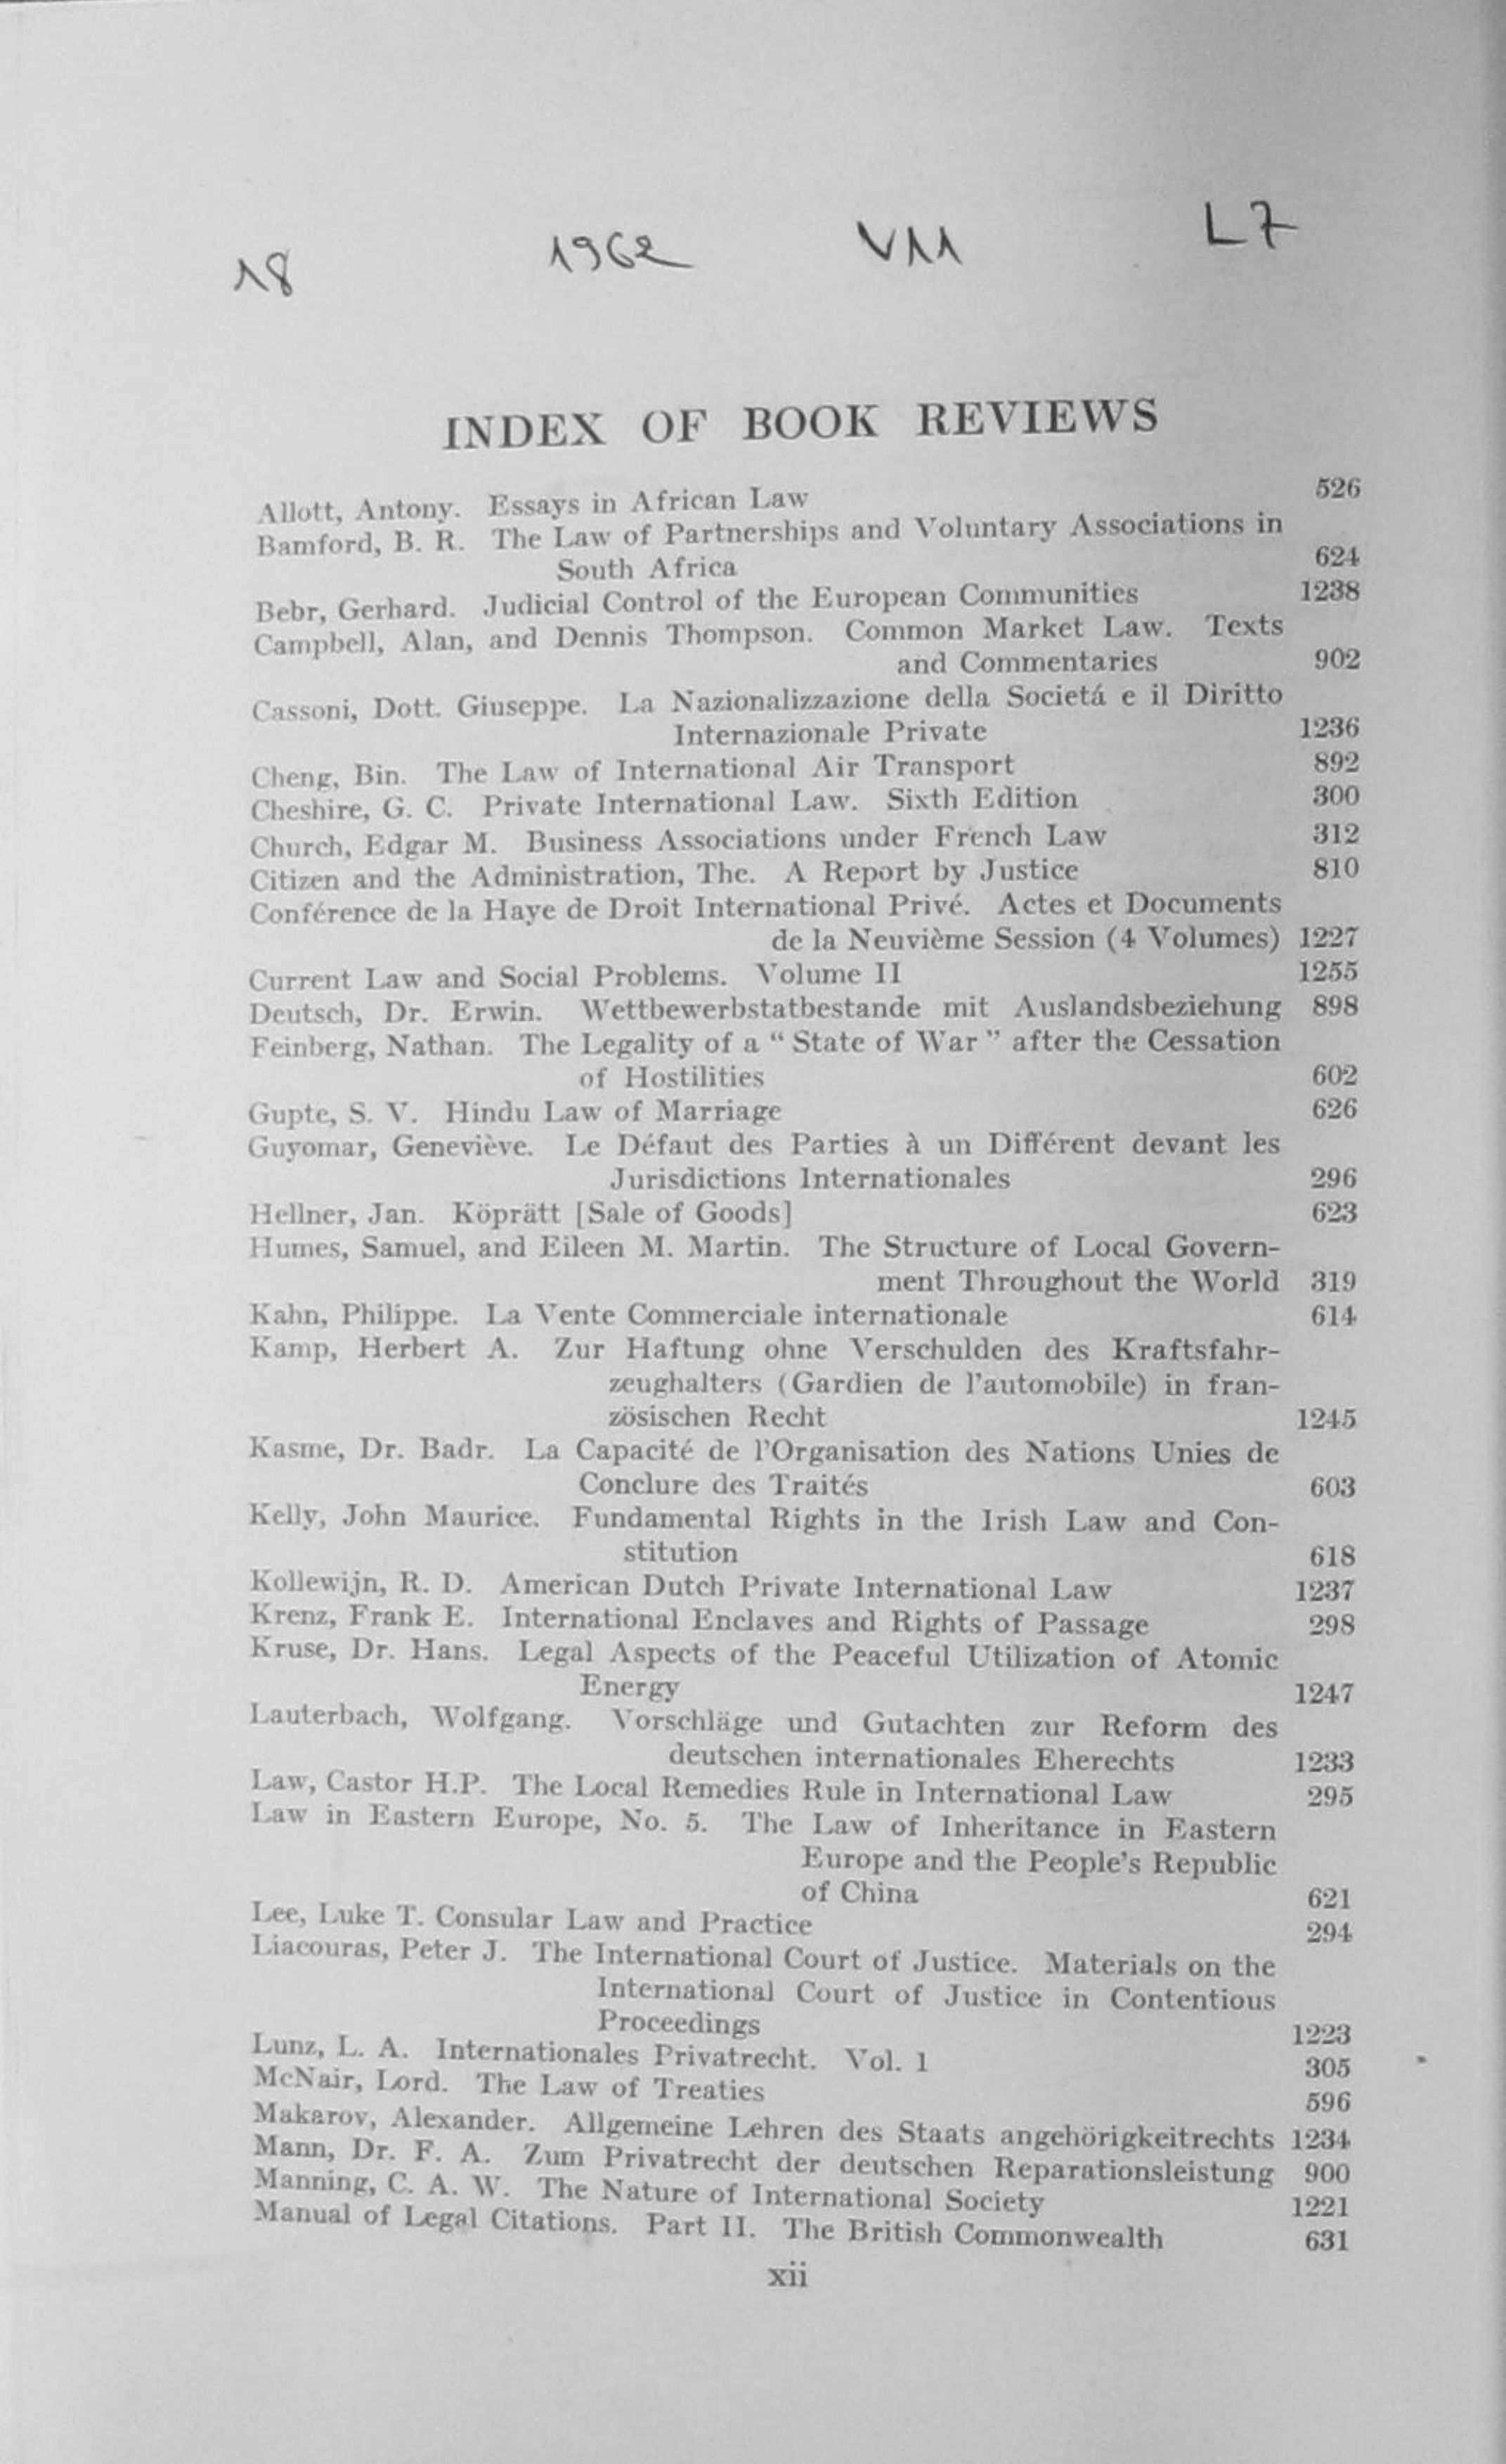 18 1962 V11 L7
INDEX OF BOOK REVIEWS
Allott, Antony. Essays in African Law 526
Bamford, B. R. The Law of Partnerships and Voluntary Associations in
South Africa 624
Bebr, Gerhard. Judicial Control of the European Communities 1238
Campbell, Alan, and Dennis Thompson. Common Market Law. Texts
and Commentaries 902
Cassoni, Dott. Giuseppe. La Nazionalizzazione della Societá e il Diritto
Internazionale Private 1236
Cheng, Bin. The Law of International Air Transport 892
Cheshire, G. C. Private International Law. Sixth Edition 300
Church, Edgar M. Business Associations under French Law 312
Citizen and the Administration, The. A Report by Justice 810
Conférence de la Haye de Droit International Privé. Actes et Documents
de la Neuvième Session (4 Volumes) 1227
Current Law and Social Problems. Volume II 1255
Deutsch, Dr. Erwin. Wettbewerbstatbestande mit Auslandsbeziehung 898
Feinberg, Nathan. The Legality of a “ State of War ” after the Cessation
of Hostilities 602
Gupte, S. V. Hindu Law of Marriage 626
Guyomar, Geneviève. Le Défaut des Parties à un Différent devant les
Jurisdictions Internationales 296
Hellner, Jan. Köprätt [Sale of Goods] 623
Humes, Samuel, and Eileen M. Martin. The Structure of Local Govern-
ment Throughout the World 319
Kahn, Philippe. La Vente Commerciale internationale 614
Kamp, Herbert A. Zur Haftung ohne Verschulden des Kraftsfahr-
zeughalters (Gardien de l'automobile) in fran-
zösischen Recht 1245
Kasme, Dr. Badr. La Capacité de l'Organisation des Nations Unies de
Conclure des Traités 603
Kelly, John Maurice. Fundamental Rights in the Irish Law and Con-
stitution 618
Kollewijn, R. D. American Dutch Private International Law 1237
Krenz, Frank E. International Enclaves and Rights of Passage 298
Kruse, Dr. Hans. Legal Aspects of the Peaceful Utilization of Atomic
Energy 1247
Lauterbach, Wolfgang. Vorschläge und Gutachten zur Reform des
deutschen internationales Eherechts 1233
Law, Castor H.P. The Local Remedies Rule in International Law 295
Law in Eastern Europe, No. 5. The Law of Inheritance in Eastern
Europe and the People's Republic
of China 621
Lee, Luke T. Consular Law and Practice 294
Liacouras, Peter J. The International Court of Justice. Materials on the
International Court of Justice in Contentious
Proceedings 1223
Lunz, L. A. Internationales Privatrecht. Vol. 1 305
McNair, Lord. The Law of Treaties 596
Makarov, Alexander. Allgemeine Lehren des Staats angehörigkeitrechts 1234
Mann, Dr. F. A. Zum Privatrecht der deutschen Reparationsleistung 900
Manning, C. A. W. The Nature of International Society 1221
Manual of Legal Citations. Part II. The British Commonwealth 631
xii